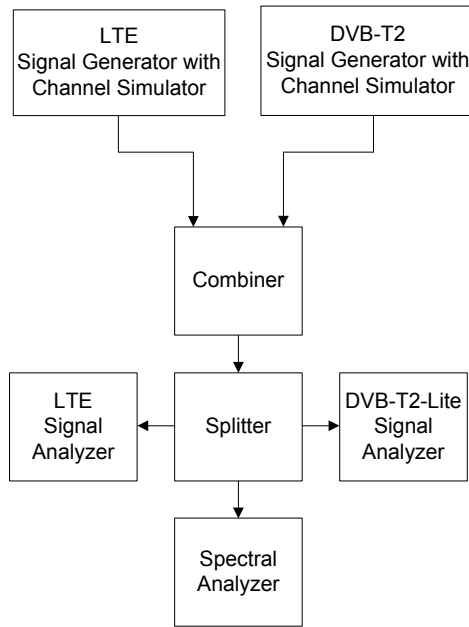 LTE
Signal Generator with
Channel Simulator
DVB-T2
Signal Generator with
Channel Simulator
Combiner
LTE
Signal
Analyzer
Splitter
DVB-T2-Lite
Signal
Analyzer
Spectral
Analyzer